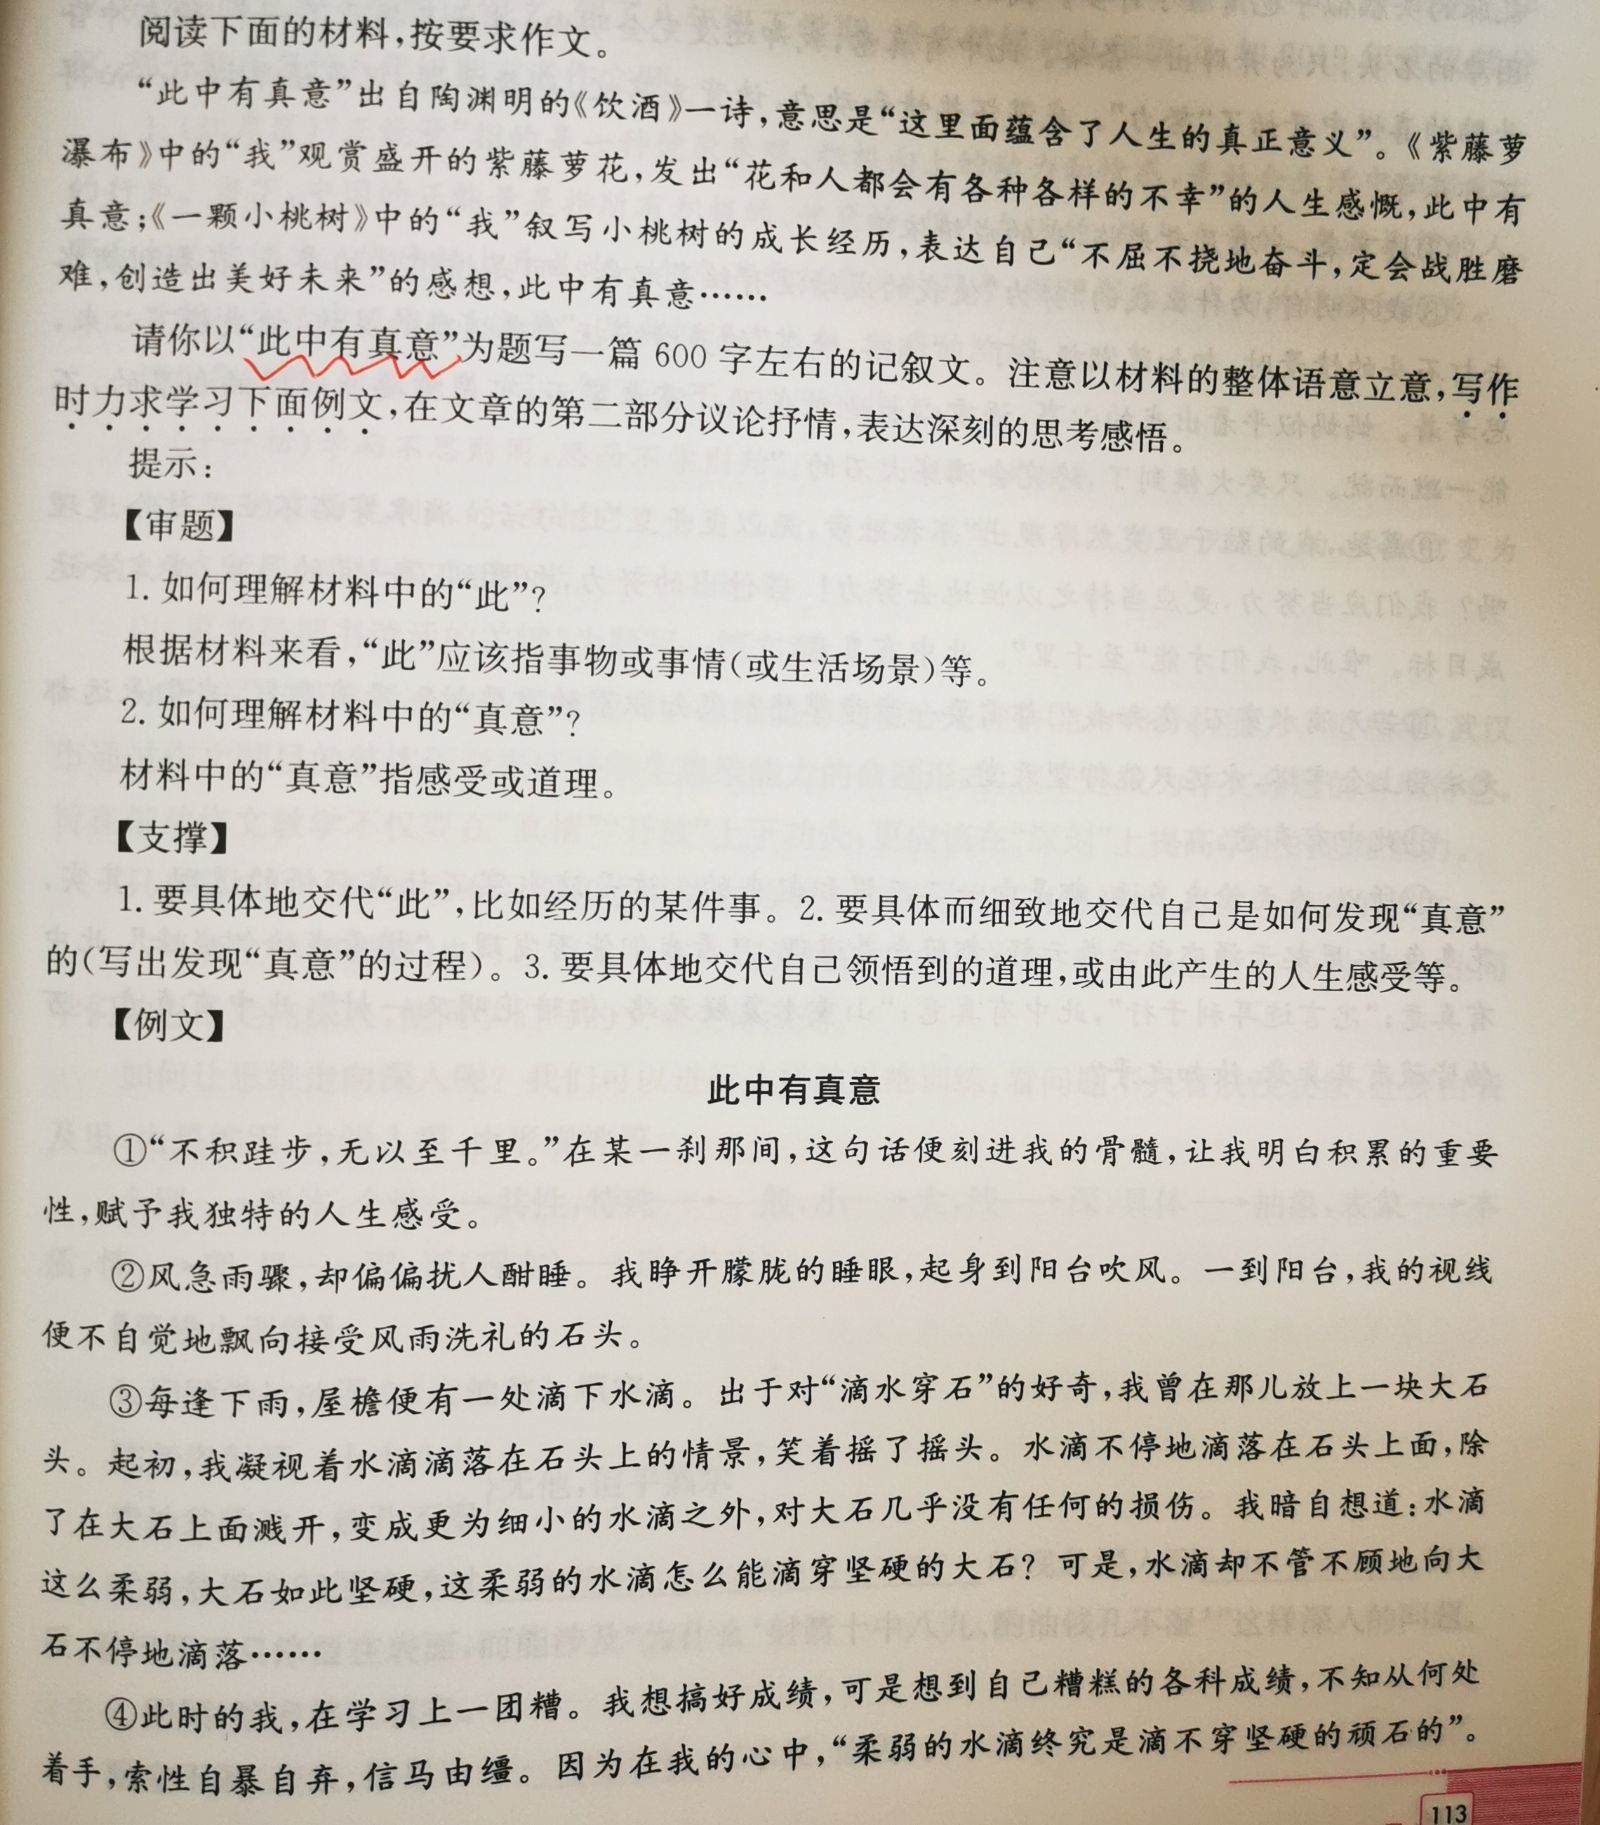 阅读下面的材料,按要求作文。
“此中有真意”出自陶渊明的《饮酒》一诗,意思是“这里面蕴含了人生的真正意义”。《紫藤萝
瀑布》中的“我”观赏盛开的紫藤萝花,发出“花和人都会有各种各样的不幸”的人生感慨,此中有
真意;《一颗小桃树》中的“我”叙写小桃树的成长经历,表达自己“不屈不挠地奋斗,定会战胜磨
难,创造出美好未来”的感想,此中有真意……
请你以“此中有真意”为题写一篇 600 字左右的记叙文。注意以材料的整体语意立意,写作
时力求学习下面例文,在文章的第二部分议论抒情,表达深刻的思考感悟。
提示:
【审题】
1. 如何理解材料中的“此”?
根据材料来看,“此”应该指事物或事情(或生活场景)等。
2. 如何理解材料中的“真意”?
材料中的“真意”指感受或道理。
【支撑】
1. 要具体地交代“此”,比如经历的某件事。2. 要具体而细致地交代自己是如何发现“真意”
的(写出发现“真意”的过程)。3. 要具体地交代自己领悟到的道理,或由此产生的人生感受等。
【例文】
此中有真意
①“不积跬步,无以至千里。”在某一刹那间,这句话便刻进我的骨髓,让我明白积累的重要
性,赋予我独特的人生感受。
②风急雨骤,却偏偏扰人酣睡。我睁开朦胧的睡眼,起身到阳台吹风。一到阳台,我的视线
便不自觉地飘向接受风雨洗礼的石头。
③每逢下雨,屋檐便有一处滴下水滴。出于对“滴水穿石”的好奇,我曾在那儿放上一块大石
头。起初,我凝视着水滴滴落在石头上的情景,笑着摇了摇头。水滴不停地滴落在石头上面,除
了在大石上面溅开,变成更为细小的水滴之外,对大石几乎没有任何的损伤。我暗自想道:水滴
这么柔弱,大石如此坚硬,这柔弱的水滴怎么能滴穿坚硬的大石?可是,水滴却不管不顾地向大
石不停地滴落……
④此时的我,在学习上一团糟。我想搞好成绩,可是想到自己糟糕的各科成绩,不知从何处
着手,索性自暴自弃,信马由缰。因为在我的心中,“柔弱的水滴终究是滴不穿坚硬的顽石的”。
113